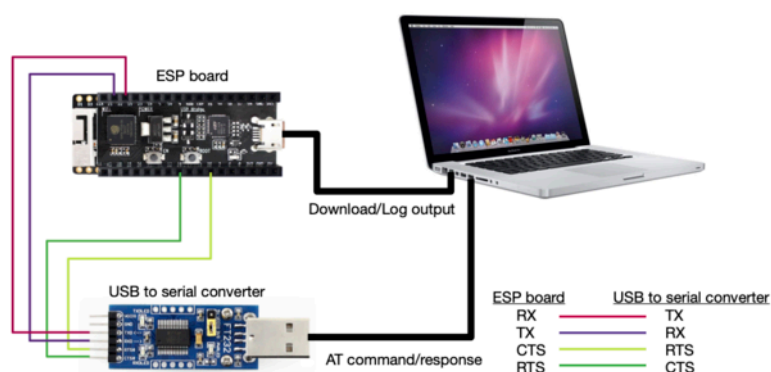 ESP board
Download/Log output
USB to serial converter
FT232
AT command/response
ESP board USB to serial converter
RX TX
TX RX
CTS RTS
RTS CTS